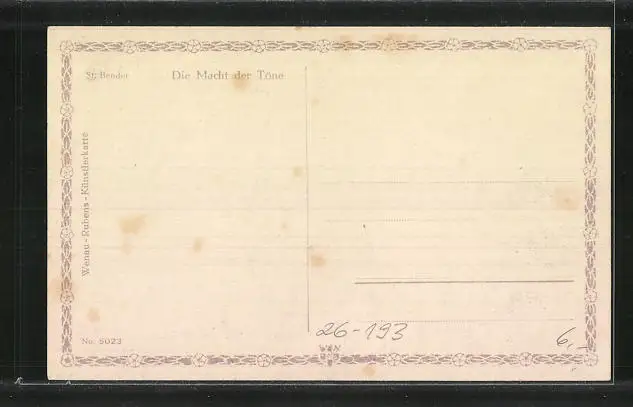 St. Bender
Die Macht der Töne
Wenau-Rubens-Künstlerkarte
No. 5023
26-193
6,-